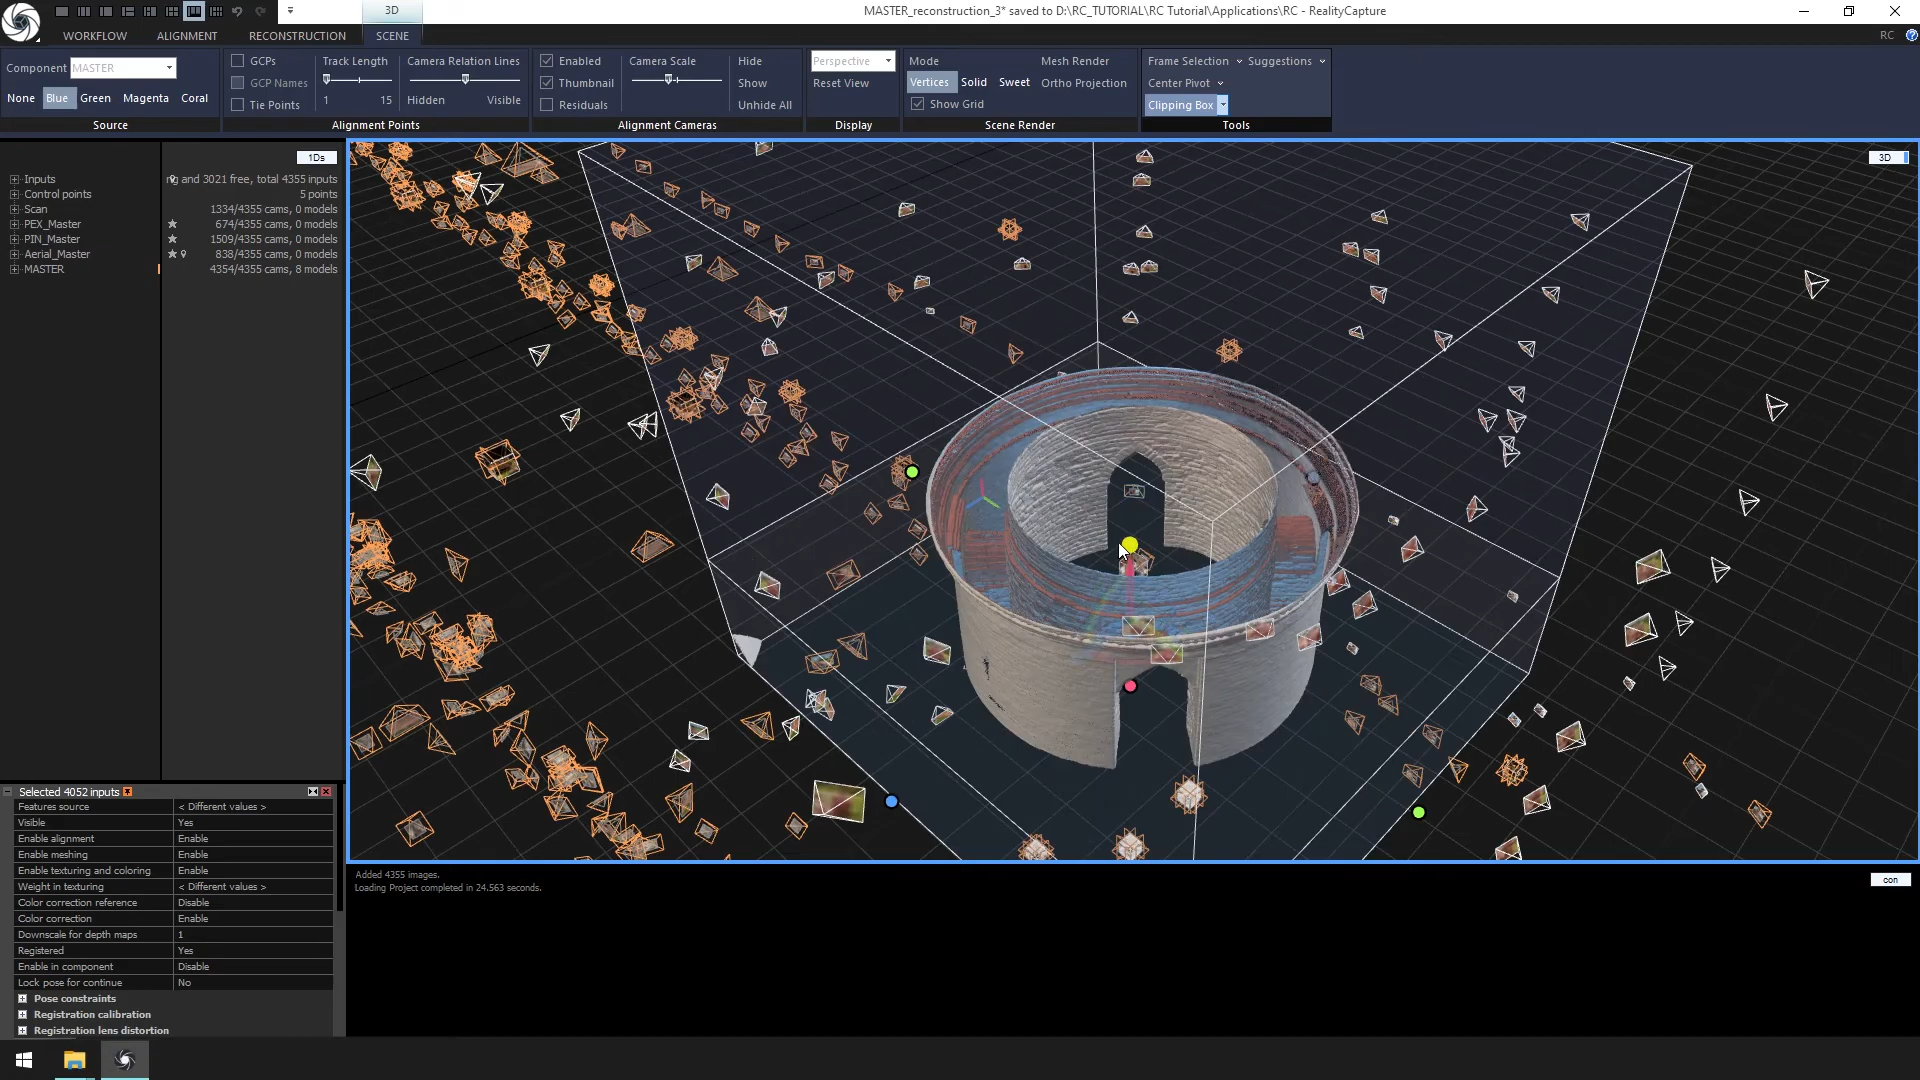 3D
MASTER_reconstruction_3* saved to D:\RC_TUTORIAL\RC Tutorial\Applications\RC - RealityCapture
WORKFLOW ALIGNMENT RECONSTRUCTION SCENE
RC
Component MASTER
None Blue Green Magenta Coral
Source
GCPs
GCP Names
Tie Points
Track Length
1 15
Camera Relation Lines
Hidden Visible
Alignment Points
Enabled
Thumbnail
Residuals
Camera Scale
Hide
Show
Unhide All
Alignment Cameras
Perspective
Reset View
Display
Mode
Vertices Solid Sweet
Show Grid
Mesh Render
Ortho Projection
Scene Render
Frame Selection Suggestions
Center Pivot
Clipping Box
Tools
1Ds
3D
Inputs and 3021 free, total 4355 inputs
Control points 5 points
Scan 1334/4355 cams, 0 models
PEX_Master 674/4355 cams, 0 models
PIN_Master 1509/4355 cams, 0 models
Aerial_Master 838/4355 cams, 0 models
MASTER 4354/4355 cams, 8 models
Selected 4052 inputs
Features source < Different values >
Visible Yes
Enable alignment Enable
Enable meshing Enable
Enable texturing and coloring Enable
Weight in texturing < Different values >
Color correction reference Disable
Color correction Enable
Downscale for depth maps 1
Registered Yes
Enable in component Disable
Lock pose for continue No
Pose constraints
Registration calibration
Registration lens distortion
Added 4355 images.
Loading Project completed in 24.563 seconds.
con